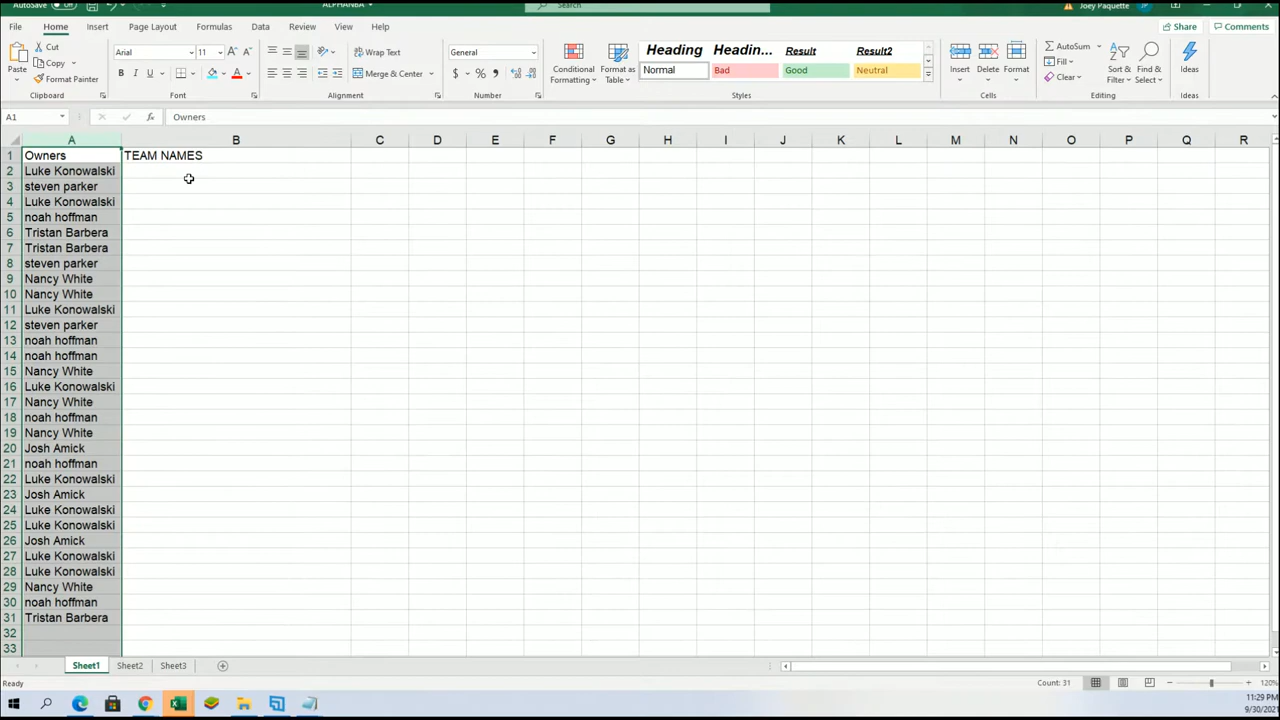 AutoSave
ALPHANBA
Search
Joey Paquette
JP
File Home Insert Page Layout Formulas Data Review View Help
Share Comments
Paste
Cut
Copy
Format Painter
Clipboard
Arial 11
Font
Wrap Text
Merge & Center
Alignment
General
$ % 9
Number
Conditional Formatting
Format as Table
Heading Headin... Result Result2
Normal Bad Good Neutral
Styles
Insert Delete Format
Cells
AutoSum
Fill
Clear
Sort & Filter
Find & Select
Editing
Ideas
Ideas
A1 fx Owners
A B C D E F G H I J K L M N O P Q R
1 Owners TEAM NAMES
2 Luke Konowalski
3 steven parker
4 Luke Konowalski
5 noah hoffman
6 Tristan Barbera
7 Tristan Barbera
8 steven parker
9 Nancy White
10 Nancy White
11 Luke Konowalski
12 steven parker
13 noah hoffman
14 noah hoffman
15 Nancy White
16 Luke Konowalski
17 Nancy White
18 noah hoffman
19 Nancy White
20 Josh Amick
21 noah hoffman
22 Luke Konowalski
23 Josh Amick
24 Luke Konowalski
25 Luke Konowalski
26 Josh Amick
27 Luke Konowalski
28 Luke Konowalski
29 Nancy White
30 noah hoffman
31 Tristan Barbera
32
33
Sheet1 Sheet2 Sheet3
Ready
Count: 31
120%
11:29 PM